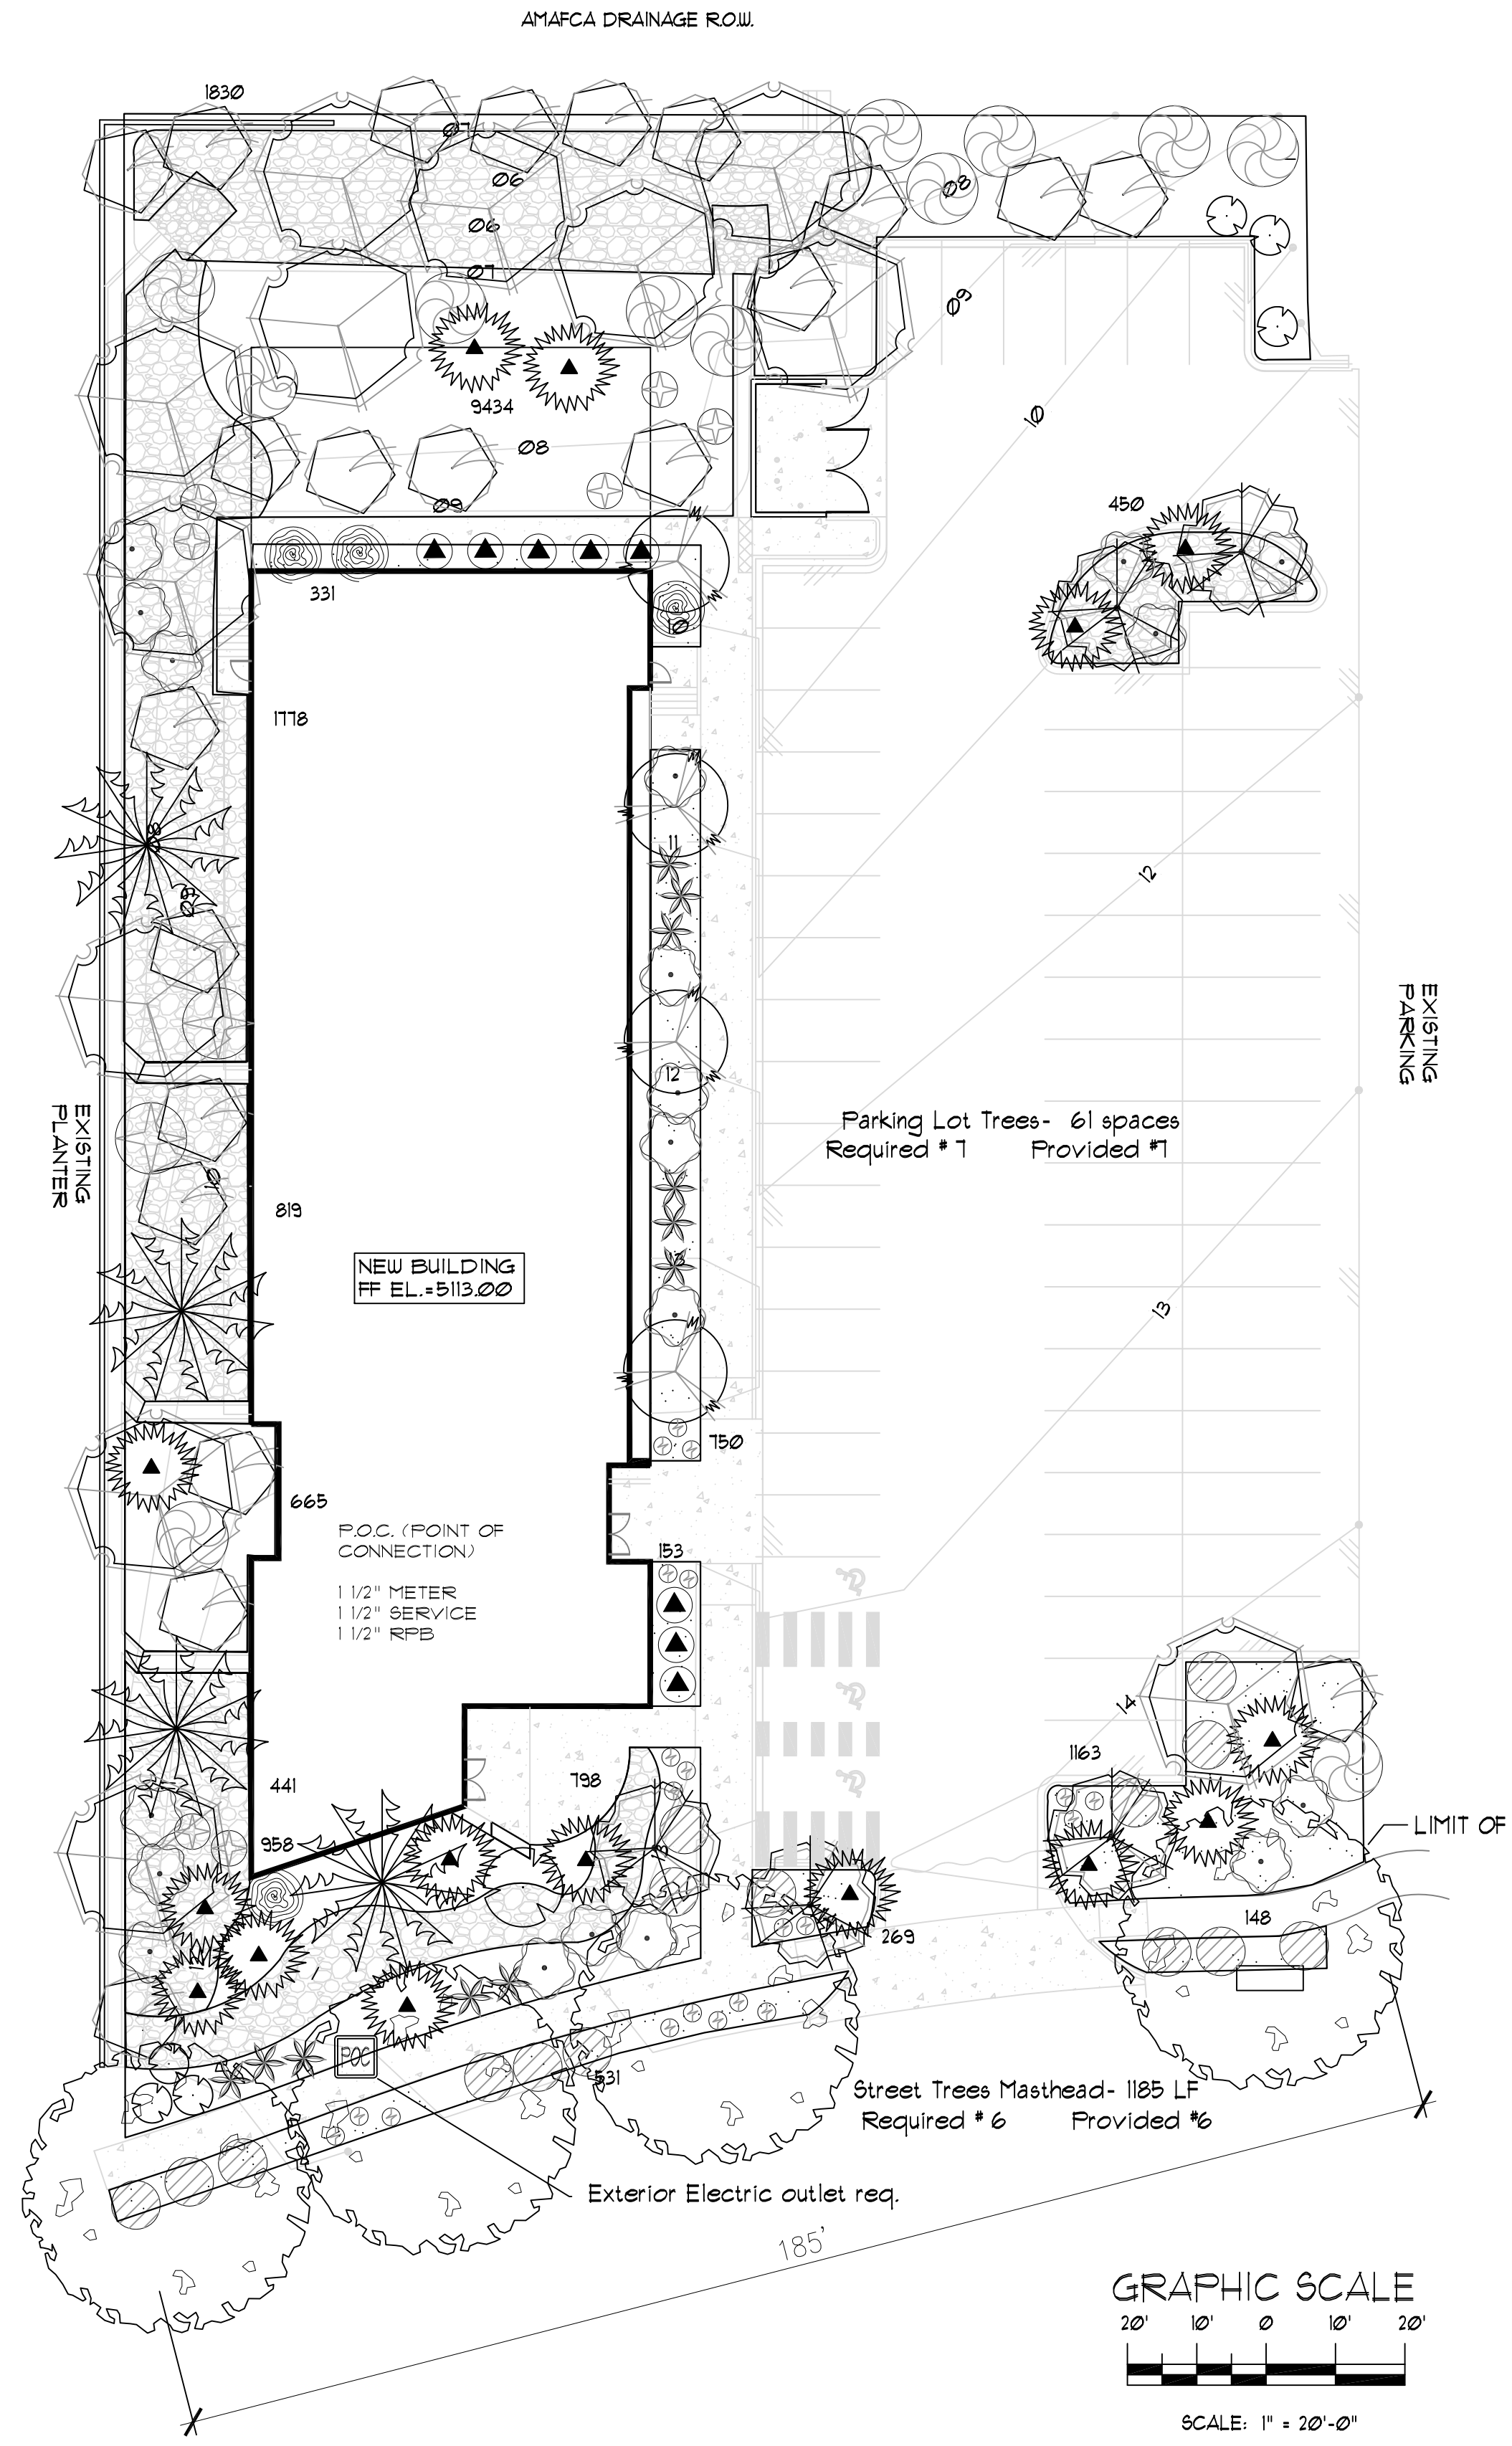 AMAFCA DRAINAGE R.O.W.
1830
07
06
06
07
08
09
9434
08
09
10
450
331
10
1778
08
11
09
12
EXISTING
PARKING
12
Parking Lot Trees- 61 spaces
Required # 7 Provided #7
EXISTING
PLANTER
10
819
NEW BUILDING
FF EL.=5113.00
13
13
750
665
P.O.C. (POINT OF
CONNECTION)
1 1/2" METER
1 1/2" SERVICE
1 1/2" RPB
153
14
1163
441
798
958
LIMIT OF
148
269
POC
531
Street Trees Masthead- 1185 LF
Required # 6 Provided #6
Exterior Electric outlet req.
185'
GRAPHIC SCALE
20' 10' 0 10' 20'
SCALE: 1" = 20'-0"